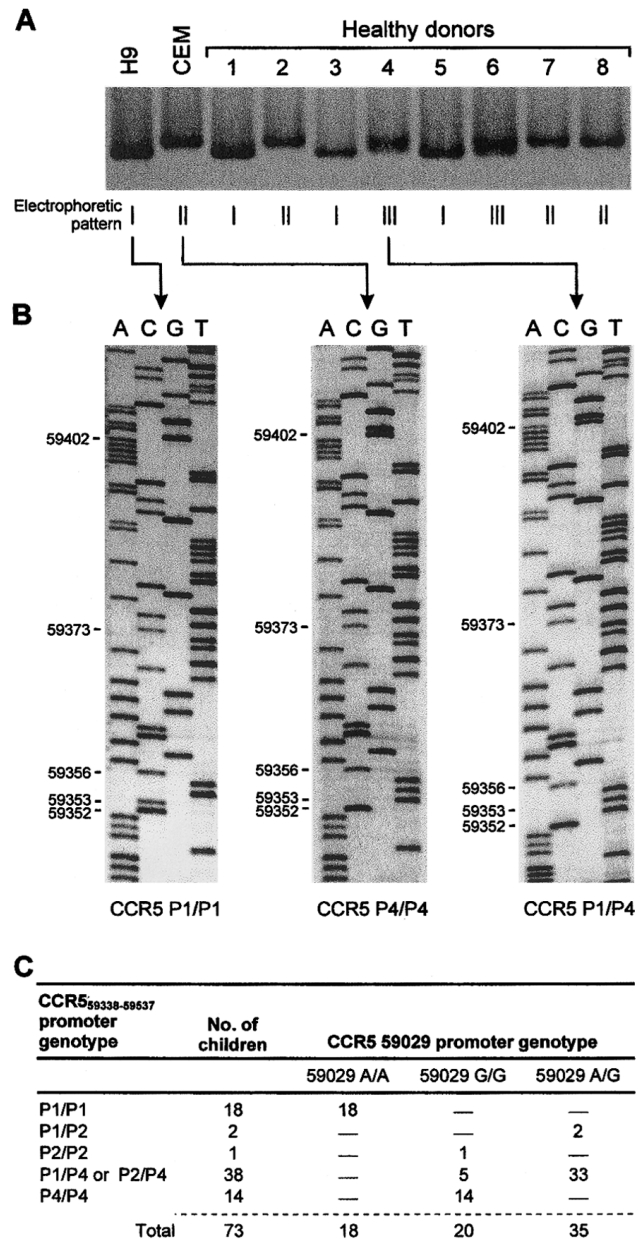 A
H9 CEM Healthy donors
1 2 3 4 5 6 7 8
Electrophoretic pattern I II I II I III I III II II
B
A C G T A C G T A C G T
59402 59402 59402
59373 59373 59373
59356 59356 59356
59353 59353 59353
59352 59352 59352
CCR5 P1/P1 CCR5 P4/P4 CCR5 P1/P4
C
CCR5 59338-59537 promoter genotype No. of children CCR5 59029 promoter genotype
59029 A/A 59029 G/G 59029 A/G
P1/P1 18 18 — —
P1/P2 2 — — 2
P2/P2 1 — 1 —
P1/P4 or P2/P4 38 — 5 33
P4/P4 14 — 14 —
Total 73 18 20 35